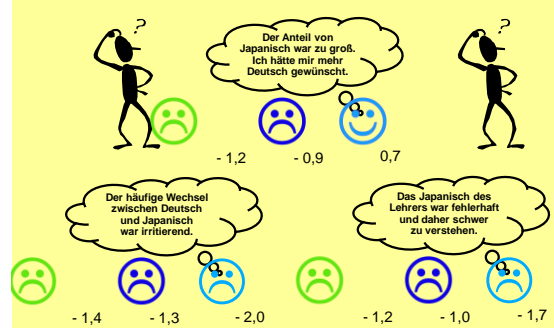 ?
?
Der Anteil von
Japanisch war zu groß.
Ich hätte mir mehr
Deutsch gewünscht.
- 1,2 - 0,9 0,7
Der häufige Wechsel
zwischen Deutsch
und Japanisch
war irritierend.
- 1,4 - 1,3 - 2,0
Das Japanisch des
Lehrers war fehlerhaft
und daher schwer
zu verstehen.
- 1,2 - 1,0 - 1,7